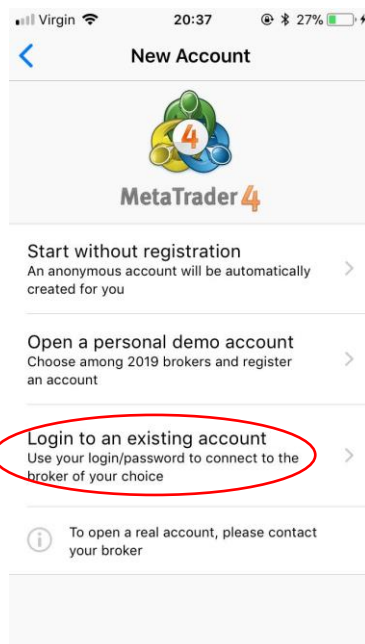 Virgin 20:37 27%
New Account
4
MetaTrader 4
Start without registration
An anonymous account will be automatically
created for you
Open a personal demo account
Choose among 2019 brokers and register
an account
Login to an existing account
Use your login/password to connect to the
broker of your choice
To open a real account, please contact
your broker